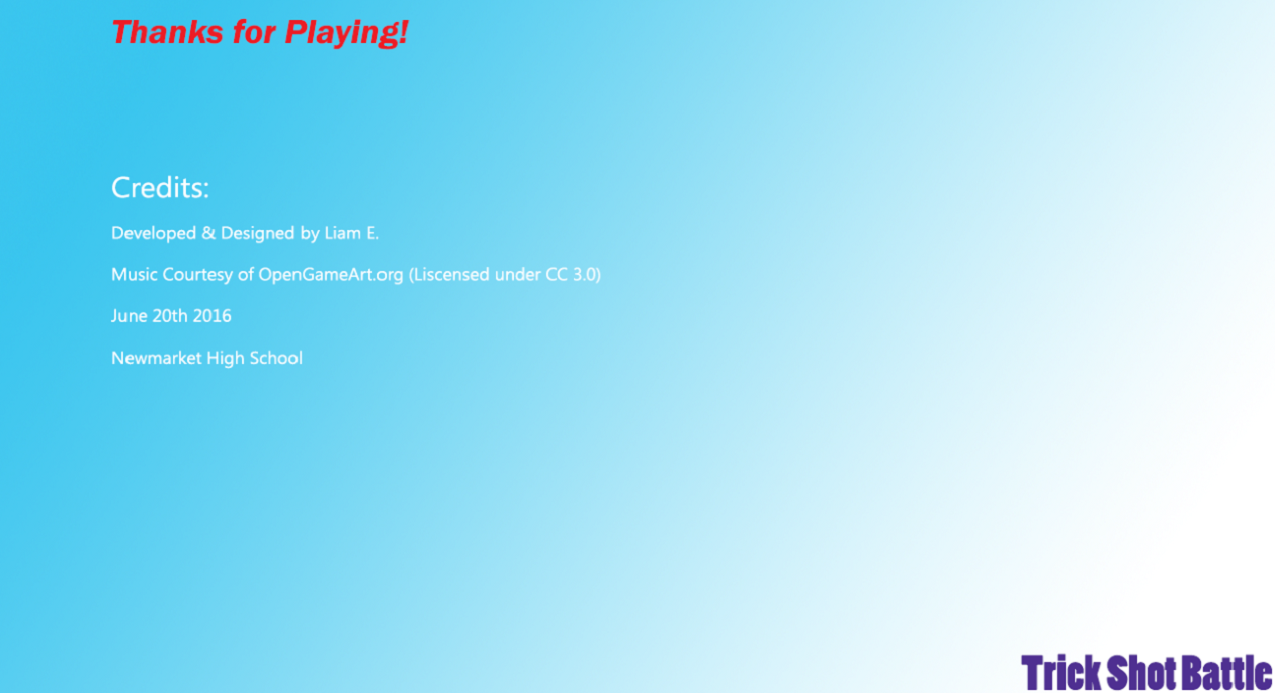 Thanks for Playing!
Credits:
Developed & Designed by Liam E.
Music Courtesy of OpenGameArt.org (Liscensed under CC 3.0)
June 20th 2016
Newmarket High School
Trick Shot Battle